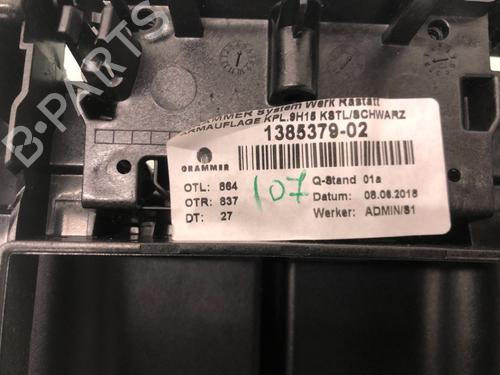 B-PARTS
GRAMMER System Werk Rastatt
ARMAUFLAGE KPL.9H15 KSTL/SCHWARZ
1385379-02
GRAMMER
OTL: 864
OTR: 837
DT: 27
107
Q-Stand 01a
Datum: 08.06.2018
Werker: ADMIN/S1